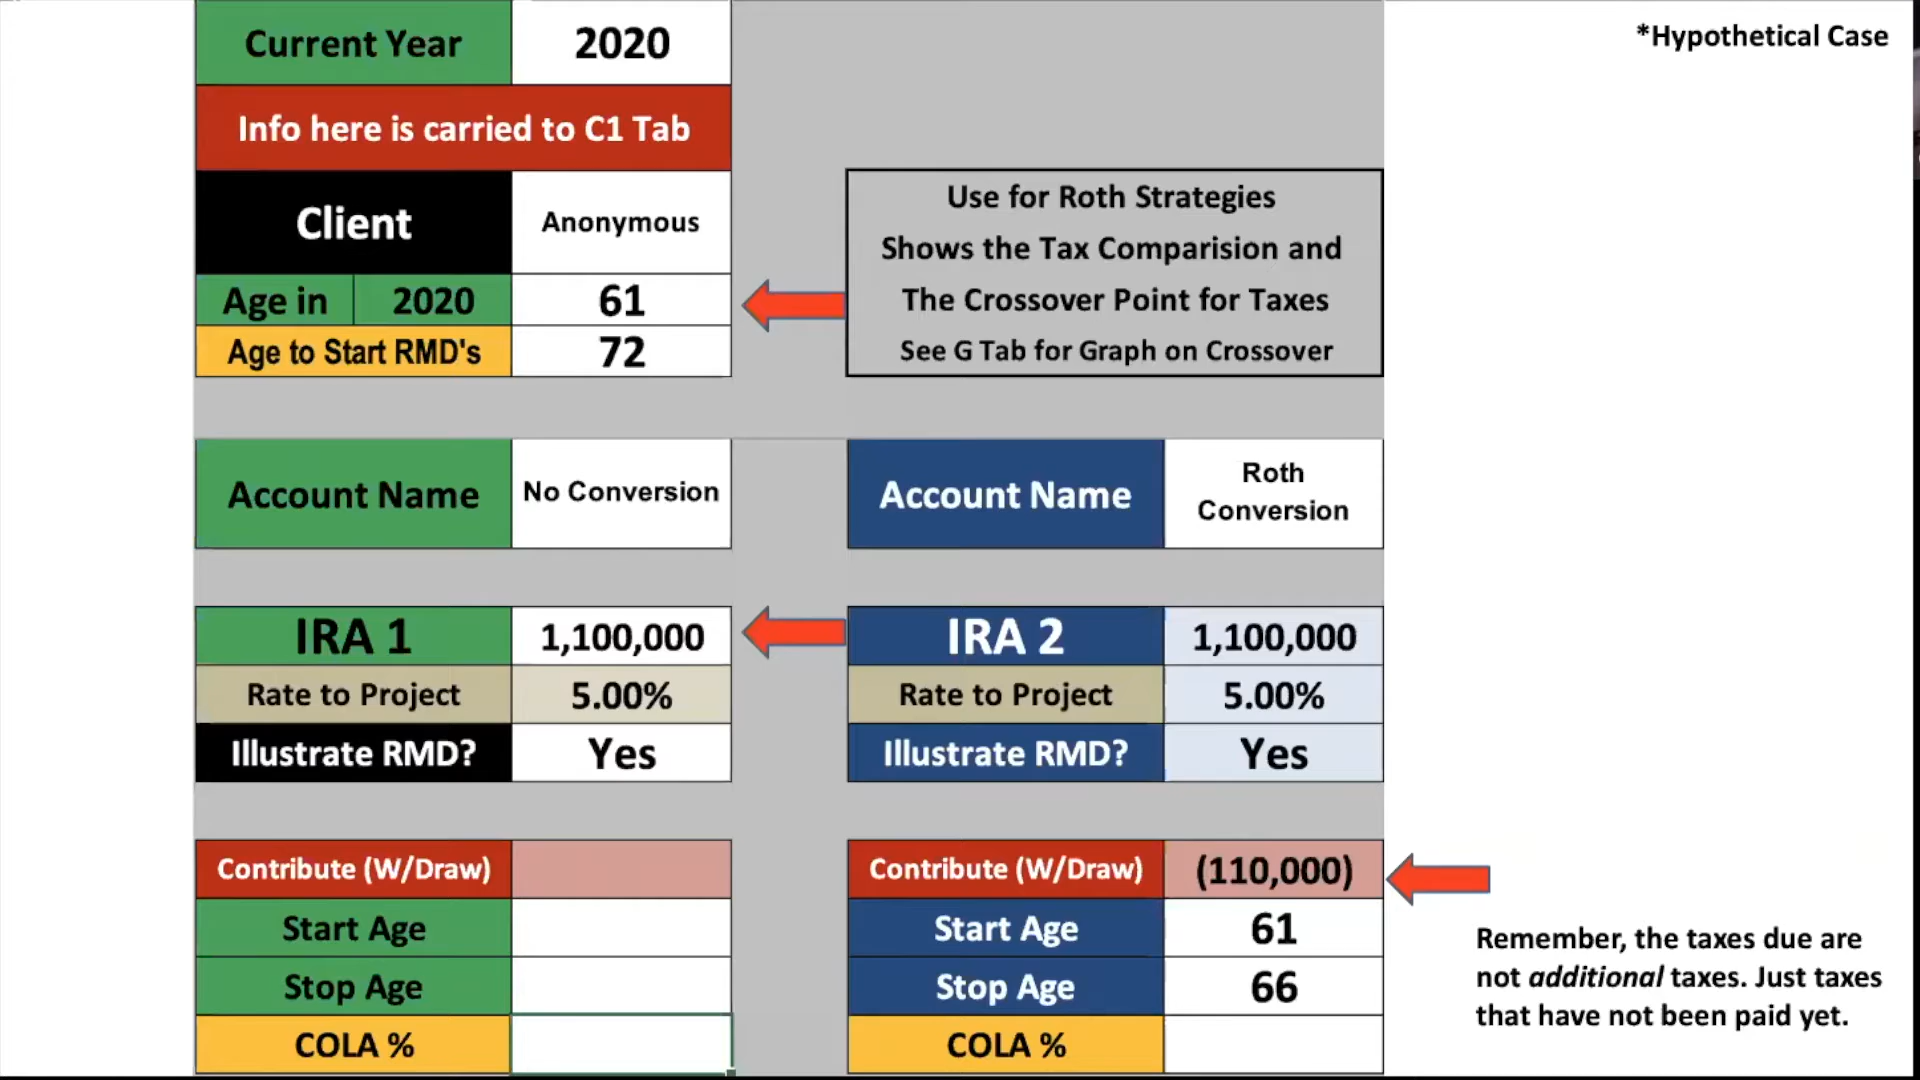 Current Year 2020
*Hypothetical Case
Info here is carried to C1 Tab
Client Anonymous
Age in 2020 61
Age to Start RMD's 72
Use for Roth Strategies
Shows the Tax Comparision and
The Crossover Point for Taxes
See G Tab for Graph on Crossover
Account Name No Conversion
Account Name Roth
Conversion
IRA 1 1,100,000
Rate to Project 5.00%
Illustrate RMD? Yes
IRA 2 1,100,000
Rate to Project 5.00%
Illustrate RMD? Yes
Contribute (W/Draw)
Start Age
Stop Age
COLA %
Contribute (W/Draw) (110,000)
Start Age 61
Stop Age 66
COLA %
Remember, the taxes due are
not additional taxes. Just taxes
that have not been paid yet.